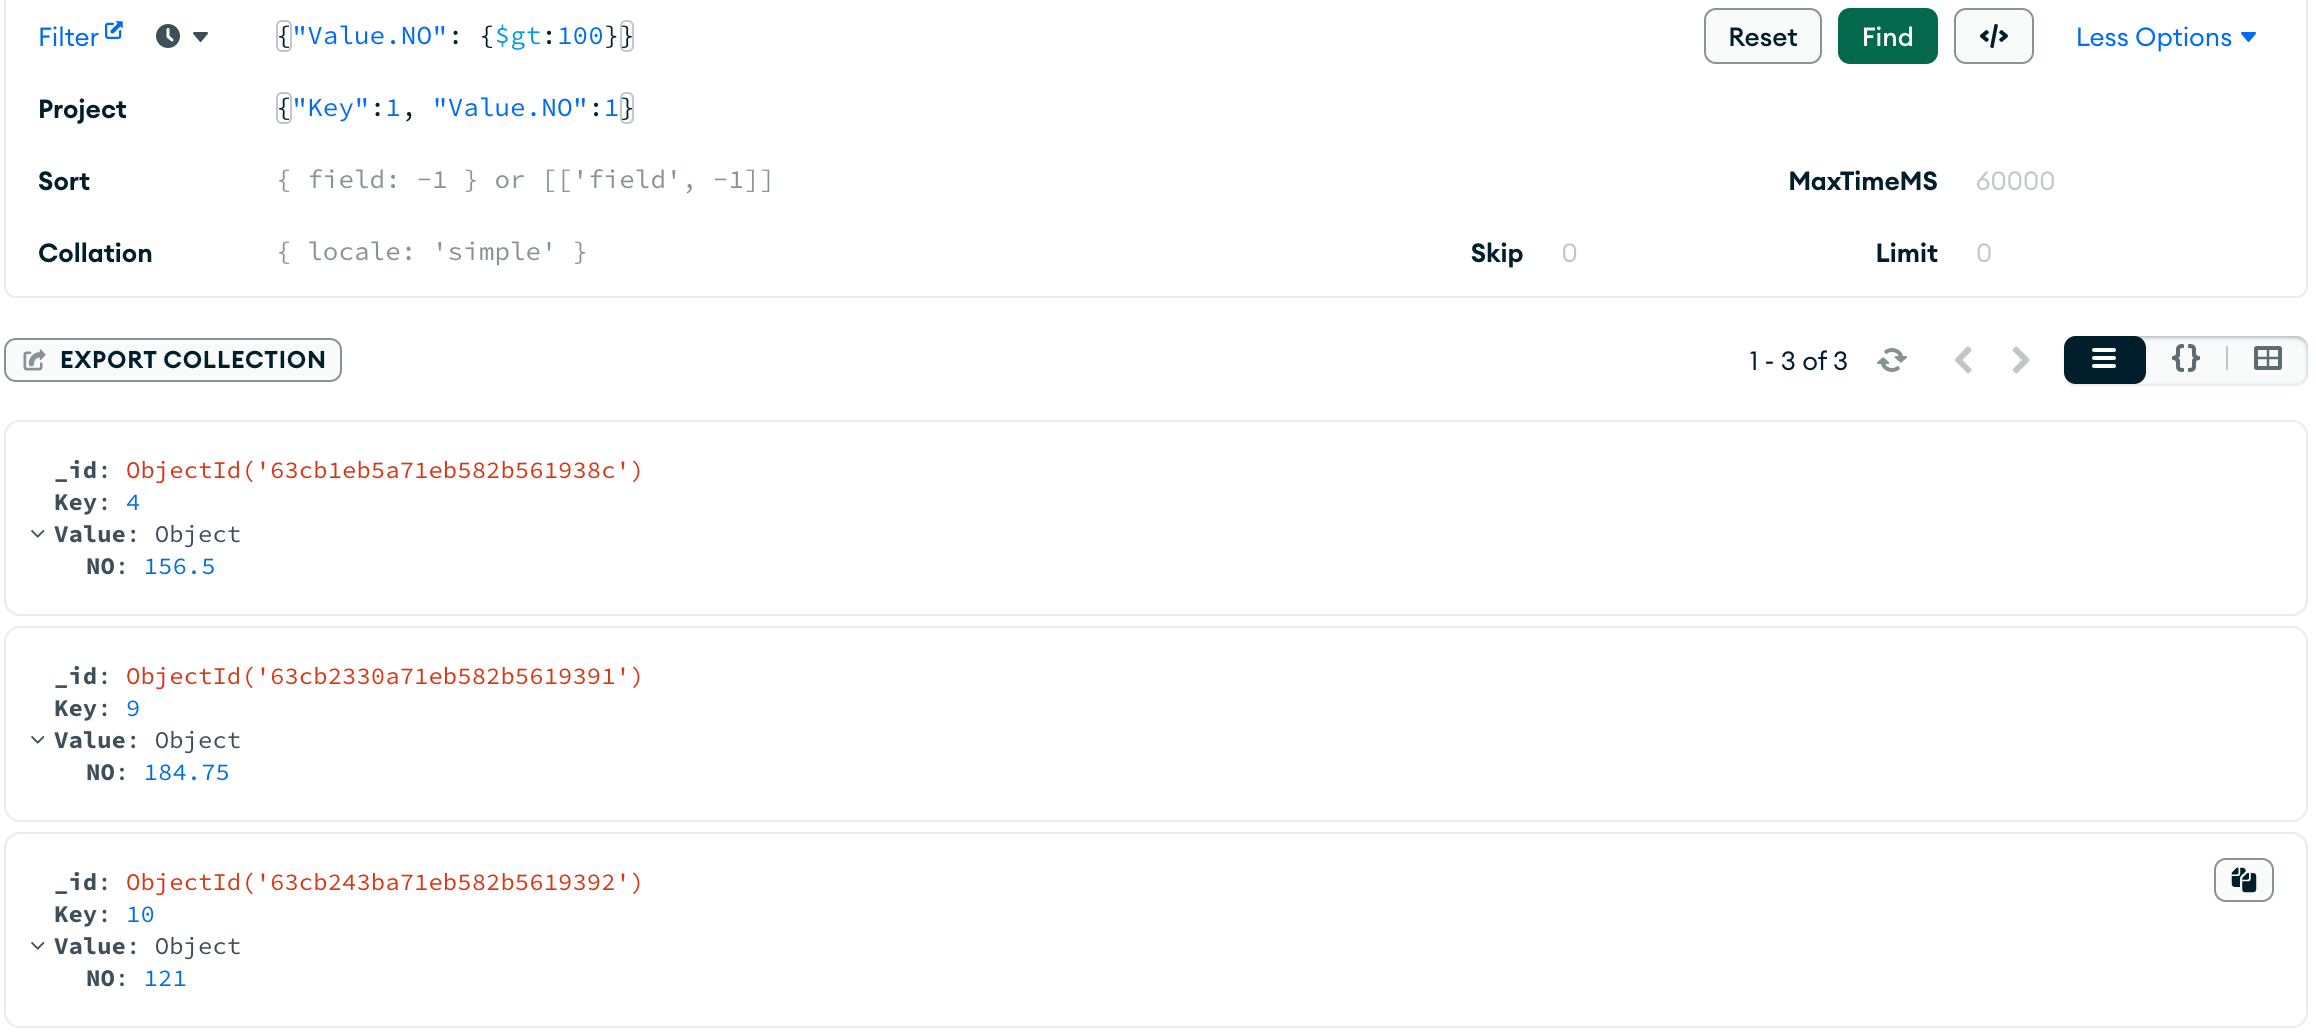 Filter {"Value.NO": {$gt:100}} Reset Find </> Less Options
Project {"Key":1, "Value.NO":1}
Sort { field: -1 } or [['field', -1]] MaxTimeMS 60000
Collation { locale: 'simple' } Skip 0 Limit 0
EXPORT COLLECTION 1 - 3 of 3 {}
_id: ObjectId('63cb1eb5a71eb582b561938c')
Key: 4
Value: Object
NO: 156.5
_id: ObjectId('63cb2330a71eb582b5619391')
Key: 9
Value: Object
NO: 184.75
_id: ObjectId('63cb243ba71eb582b5619392')
Key: 10
Value: Object
NO: 121